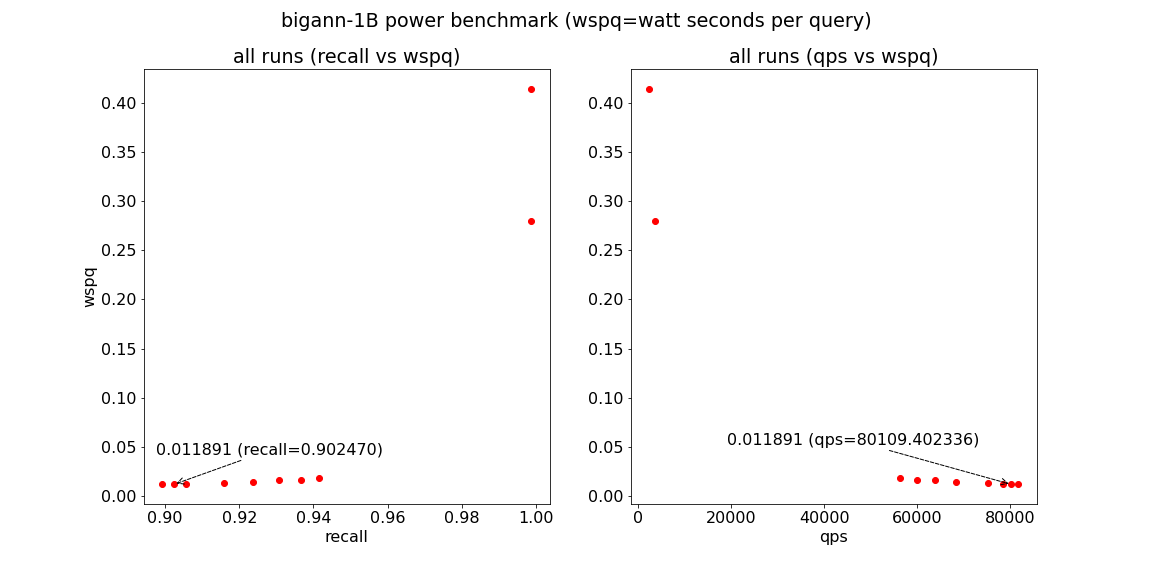 bigann-1B power benchmark (wspq=watt seconds per query)
all runs (recall vs wspq)
wspq
0.40
0.35
0.30
0.25
0.20
0.15
0.10
0.05
0.00
0.011891 (recall=0.902470)
0.90 0.92 0.94 0.96 0.98 1.00
recall
all runs (qps vs wspq)
0.40
0.35
0.30
0.25
0.20
0.15
0.10
0.05
0.00
0.011891 (qps=80109.402336)
0 20000 40000 60000 80000
qps